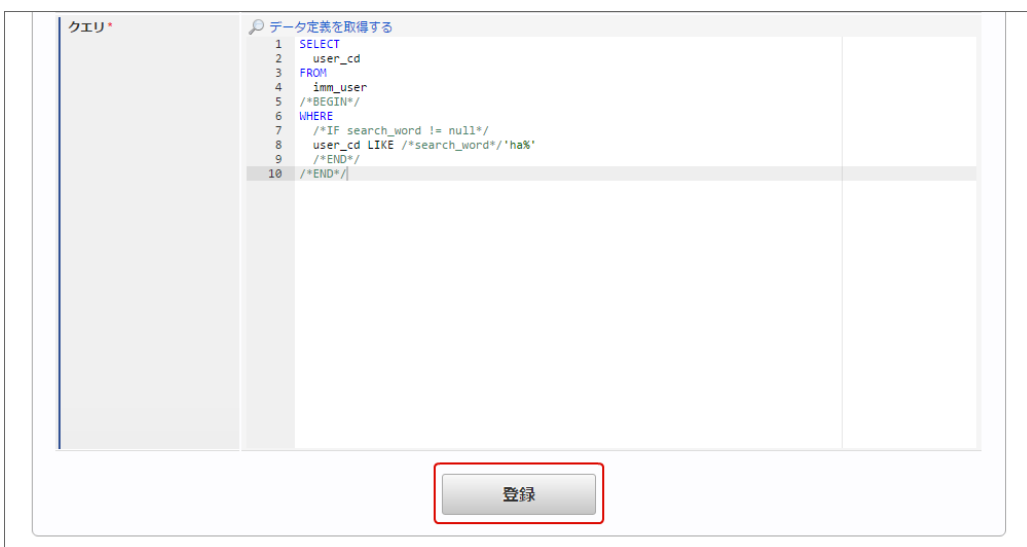 クエリ*
データ定義を取得する
1 SELECT
2   user_cd
3 FROM
4   imm_user
5 /*BEGIN*/
6 WHERE
7   /*IF search_word != null*/
8   user_cd LIKE /*search_word*/'ha%'
9   /*END*/
10 /*END*/
登録